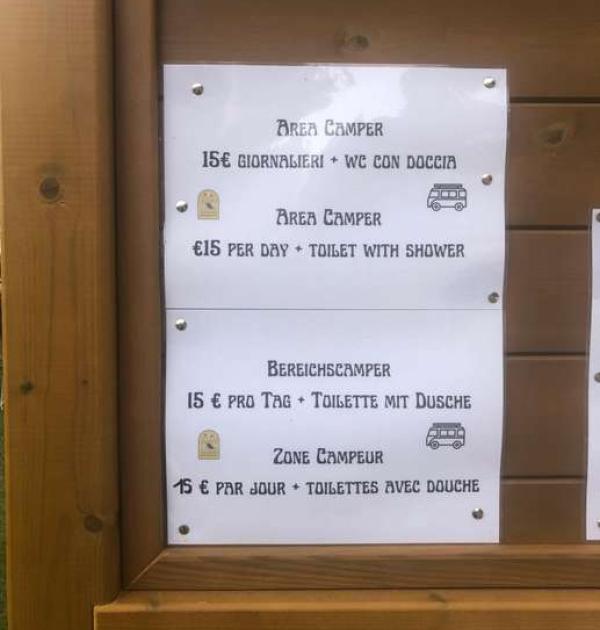 Area Camper
15€ giornalieri + wc con doccia
Area Camper
€15 per day + toilet with shower
Bereichscamper
15 € pro Tag + Toilette mit Dusche
Zone Campeur
15 € par jour + toilettes avec douche